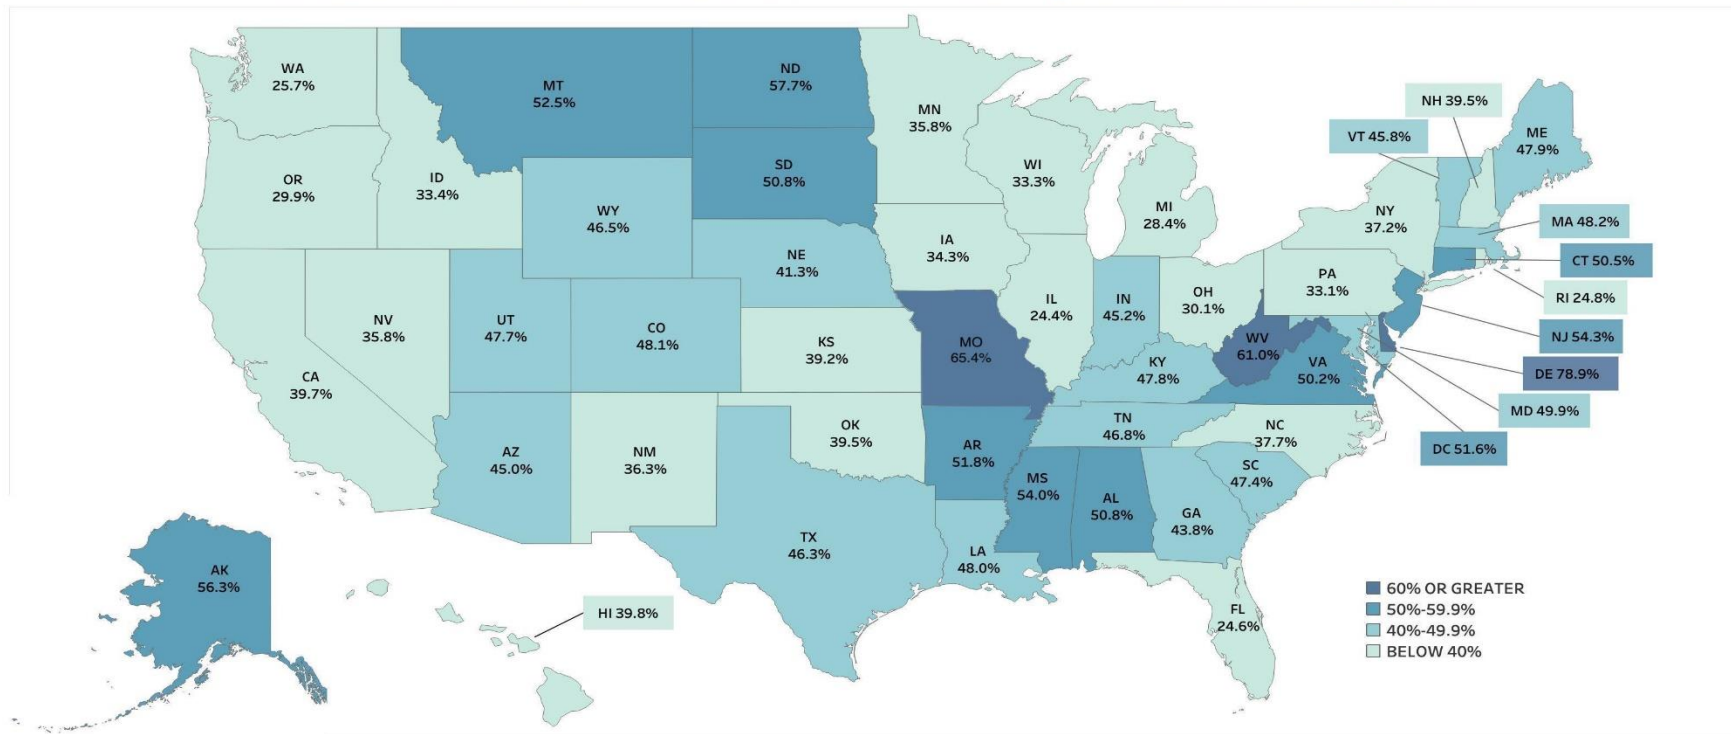 WA
25.7%
MT
52.5%
ND
57.7%
MN
35.8%
NH 39.5%
VT 45.8%
ME
47.9%
OR
29.9%
ID
33.4%
SD
50.8%
WI
33.3%
MI
28.4%
NY
37.2%
MA 48.2%
WY
46.5%
NE
41.3%
IA
34.3%
CT 50.5%
PA
33.1%
RI 24.8%
NV
35.8%
UT
47.7%
CO
48.1%
KS
39.2%
MO
65.4%
IL
24.4%
IN
45.2%
OH
30.1%
WV
61.0%
VA
50.2%
NJ 54.3%
DE 78.9%
CA
39.7%
KY
47.8%
MD 49.9%
AZ
45.0%
NM
36.3%
OK
39.5%
AR
51.8%
TN
46.8%
NC
37.7%
DC 51.6%
MS
54.0%
AL
50.8%
SC
47.4%
GA
43.8%
TX
46.3%
LA
48.0%
AK
56.3%
HI 39.8%
FL
24.6%
60% OR GREATER
50%-59.9%
40%-49.9%
BELOW 40%